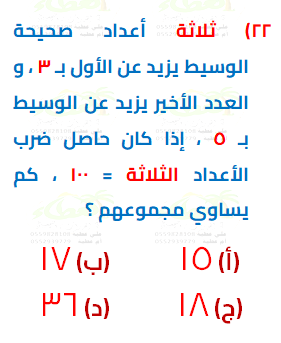 ٢٢) ثلاثة أعداد صحيحة
الوسيط يزيد عن الأول بـ ٣ ، و
العدد الأخير يزيد عن الوسيط
بـ ٥ ، إذا كان حاصل ضرب
الأعداد الثلاثة = ١٠٠ ، كم
يساوي مجموعهم ؟
(أ) ١٥ (ب) ١٧
(ج) ١٨ (د) ٣٦